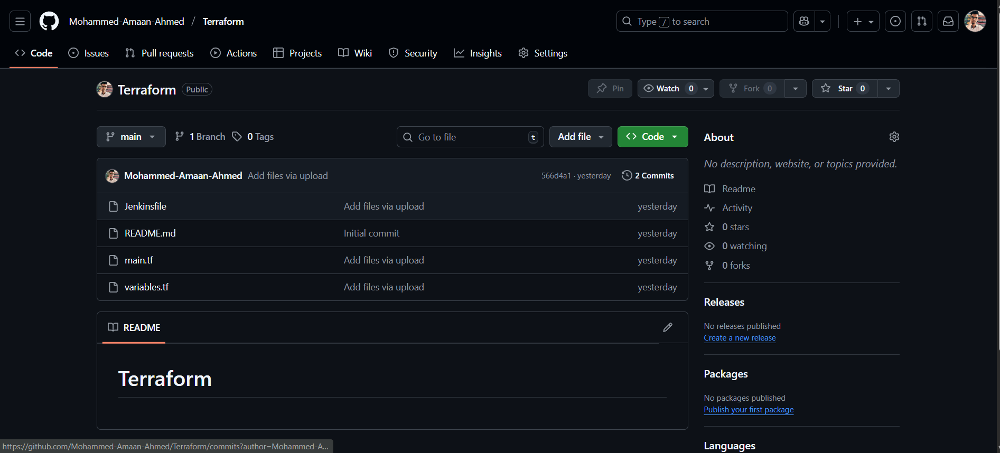 Mohammed-Amaan-Ahmed / Terraform
Type / to search
Code Issues Pull requests Actions Projects Wiki Security Insights Settings
Terraform Public
Pin Watch 0 Fork 0 Star 0
main 1 Branch 0 Tags Go to file t Add file Code
Mohammed-Amaan-Ahmed Add files via upload 566d4a1 · yesterday 2 Commits
Jenkinsfile Add files via upload yesterday
README.md Initial commit yesterday
main.tf Add files via upload yesterday
variables.tf Add files via upload yesterday
README
Terraform
About
No description, website, or topics provided.
Readme
Activity
0 stars
0 watching
0 forks
Releases
No releases published
Create a new release
Packages
No packages published
Publish your first package
Languages
https://github.com/Mohammed-Amaan-Ahmed/Terraform/commits?author=Mohammed-A...